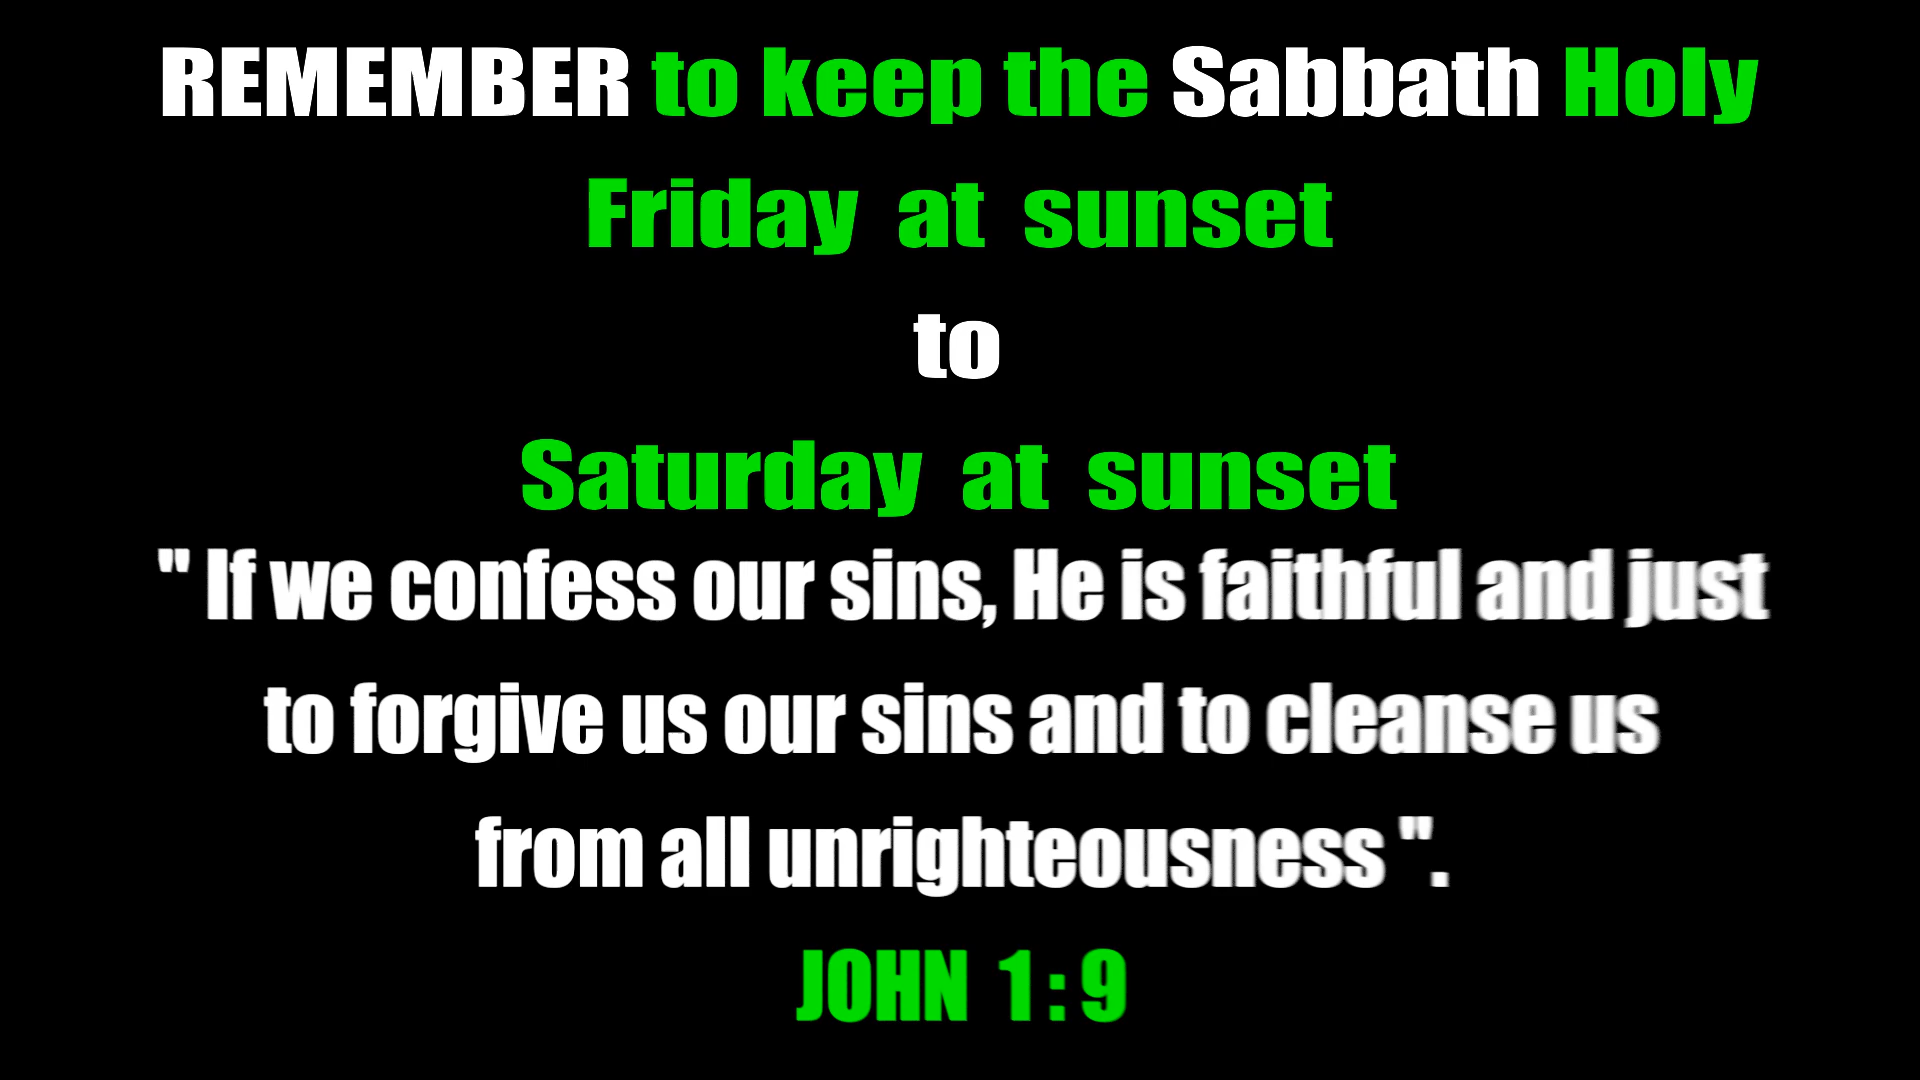 REMEMBER to keep the Sabbath Holy
Friday at sunset
to
Saturday at sunset
" If we confess our sins, He is faithful and just
to forgive us our sins and to cleanse us
from all unrighteousness ".
JOHN 1 : 9